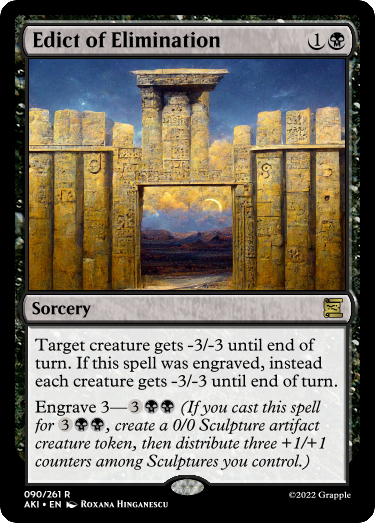 Edict of Elimination 1
Sorcery
Target creature gets -3/-3 until end of
turn. If this spell was engraved, instead
each creature gets -3/-3 until end of turn.
Engrave 3—3 (If you cast this spell
for 3, create a 0/0 Sculpture artifact
creature token, then distribute three +1/+1
counters among Sculptures you control.)
090/261 R
AKI • EN Roxana Hinganescu
©2022 Grapple